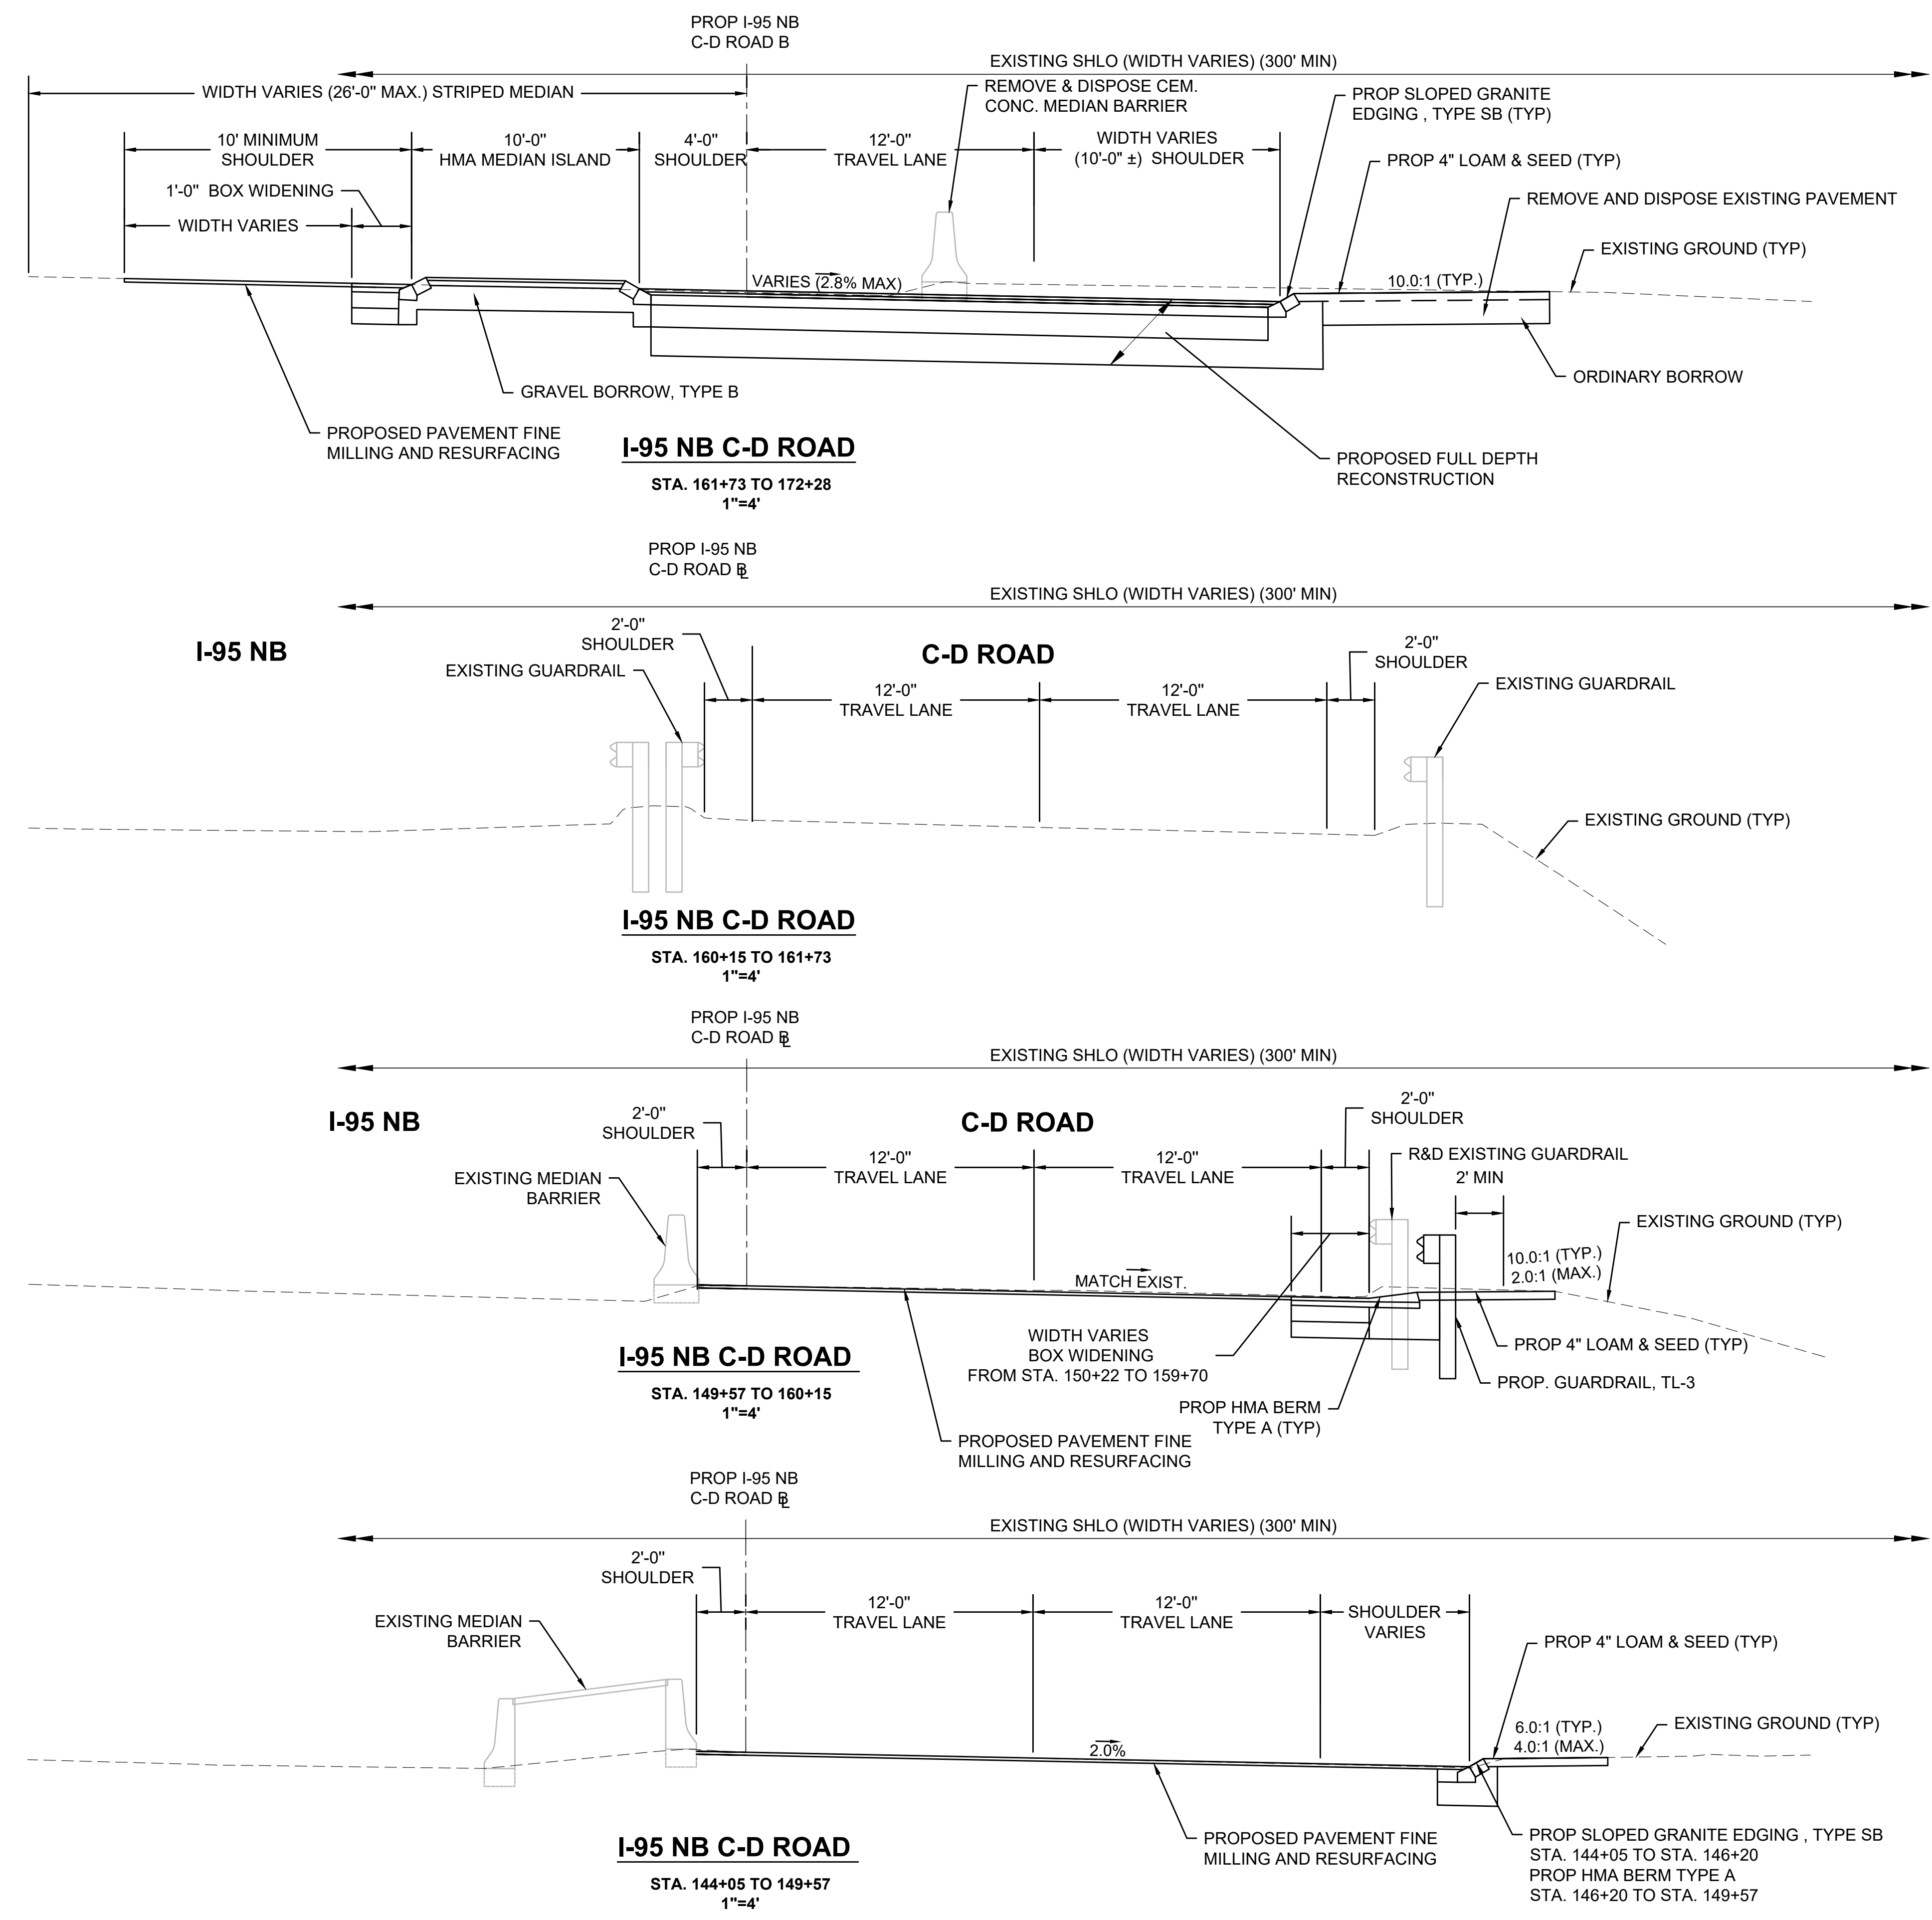 PROP I-95 NB
C-D ROAD B
EXISTING SHLO (WIDTH VARIES) (300' MIN)
WIDTH VARIES (26'-0" MAX.) STRIPED MEDIAN
REMOVE & DISPOSE CEM.
CONC. MEDIAN BARRIER
PROP SLOPED GRANITE
EDGING , TYPE SB (TYP)
10' MINIMUM
SHOULDER
10'-0"
HMA MEDIAN ISLAND
4'-0"
SHOULDER
12'-0"
TRAVEL LANE
WIDTH VARIES
(10'-0" ±) SHOULDER
PROP 4" LOAM & SEED (TYP)
1'-0" BOX WIDENING
REMOVE AND DISPOSE EXISTING PAVEMENT
WIDTH VARIES
EXISTING GROUND (TYP)
VARIES (2.8% MAX)
10.0:1 (TYP.)
ORDINARY BORROW
GRAVEL BORROW, TYPE B
PROPOSED PAVEMENT FINE
MILLING AND RESURFACING
PROPOSED FULL DEPTH
RECONSTRUCTION
I-95 NB C-D ROAD
STA. 161+73 TO 172+28
1"=4'
PROP I-95 NB
C-D ROAD BL
EXISTING SHLO (WIDTH VARIES) (300' MIN)
I-95 NB
2'-0"
SHOULDER
C-D ROAD
2'-0"
SHOULDER
EXISTING GUARDRAIL
EXISTING GUARDRAIL
12'-0"
TRAVEL LANE
12'-0"
TRAVEL LANE
EXISTING GROUND (TYP)
I-95 NB C-D ROAD
STA. 160+15 TO 161+73
1"=4'
PROP I-95 NB
C-D ROAD BL
EXISTING SHLO (WIDTH VARIES) (300' MIN)
I-95 NB
2'-0"
SHOULDER
C-D ROAD
2'-0"
SHOULDER
R&D EXISTING GUARDRAIL
12'-0"
TRAVEL LANE
12'-0"
TRAVEL LANE
2' MIN
EXISTING MEDIAN
BARRIER
EXISTING GROUND (TYP)
10.0:1 (TYP.)
2.0:1 (MAX.)
MATCH EXIST.
WIDTH VARIES
BOX WIDENING
FROM STA. 150+22 TO 159+70
PROP 4" LOAM & SEED (TYP)
PROP. GUARDRAIL, TL-3
PROP HMA BERM
TYPE A (TYP)
PROPOSED PAVEMENT FINE
MILLING AND RESURFACING
I-95 NB C-D ROAD
STA. 149+57 TO 160+15
1"=4'
PROP I-95 NB
C-D ROAD BL
EXISTING SHLO (WIDTH VARIES) (300' MIN)
2'-0"
SHOULDER
12'-0"
TRAVEL LANE
12'-0"
TRAVEL LANE
SHOULDER
VARIES
EXISTING MEDIAN
BARRIER
PROP 4" LOAM & SEED (TYP)
6.0:1 (TYP.)
4.0:1 (MAX.)
EXISTING GROUND (TYP)
2.0%
PROPOSED PAVEMENT FINE
MILLING AND RESURFACING
PROP SLOPED GRANITE EDGING , TYPE SB
STA. 144+05 TO STA. 146+20
PROP HMA BERM TYPE A
STA. 146+20 TO STA. 149+57
I-95 NB C-D ROAD
STA. 144+05 TO 149+57
1"=4'